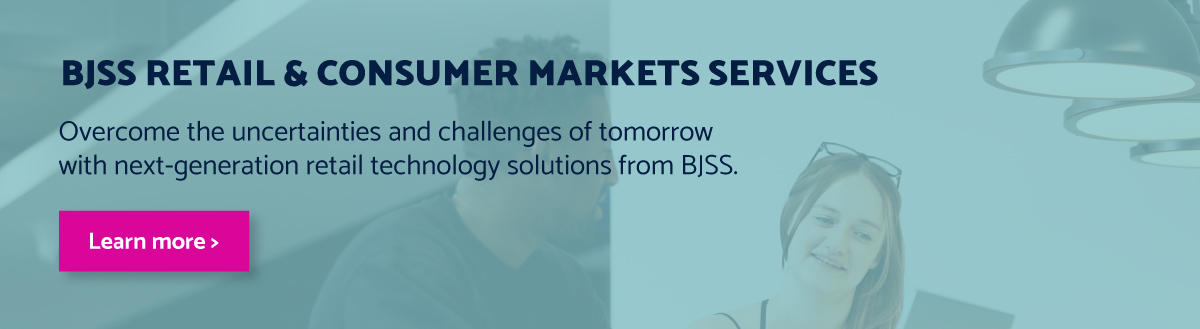 BJSS RETAIL & CONSUMER MARKETS SERVICES
Overcome the uncertainties and challenges of tomorrow
with next-generation retail technology solutions from BJSS.
Learn more >